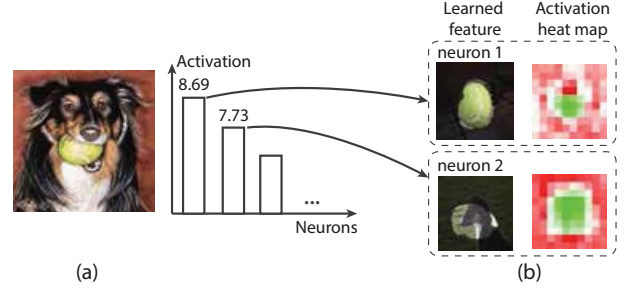 Learned
feature
Activation
heat map
Activation
8.69
7.73
...
Neurons
neuron 1
neuron 2
(a)
(b)